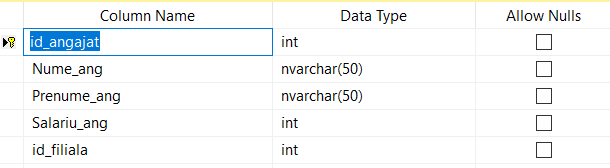 Column Name Data Type Allow Nulls
id_angajat int
Nume_ang nvarchar(50)
Prenume_ang nvarchar(50)
Salariu_ang int
id_filiala int